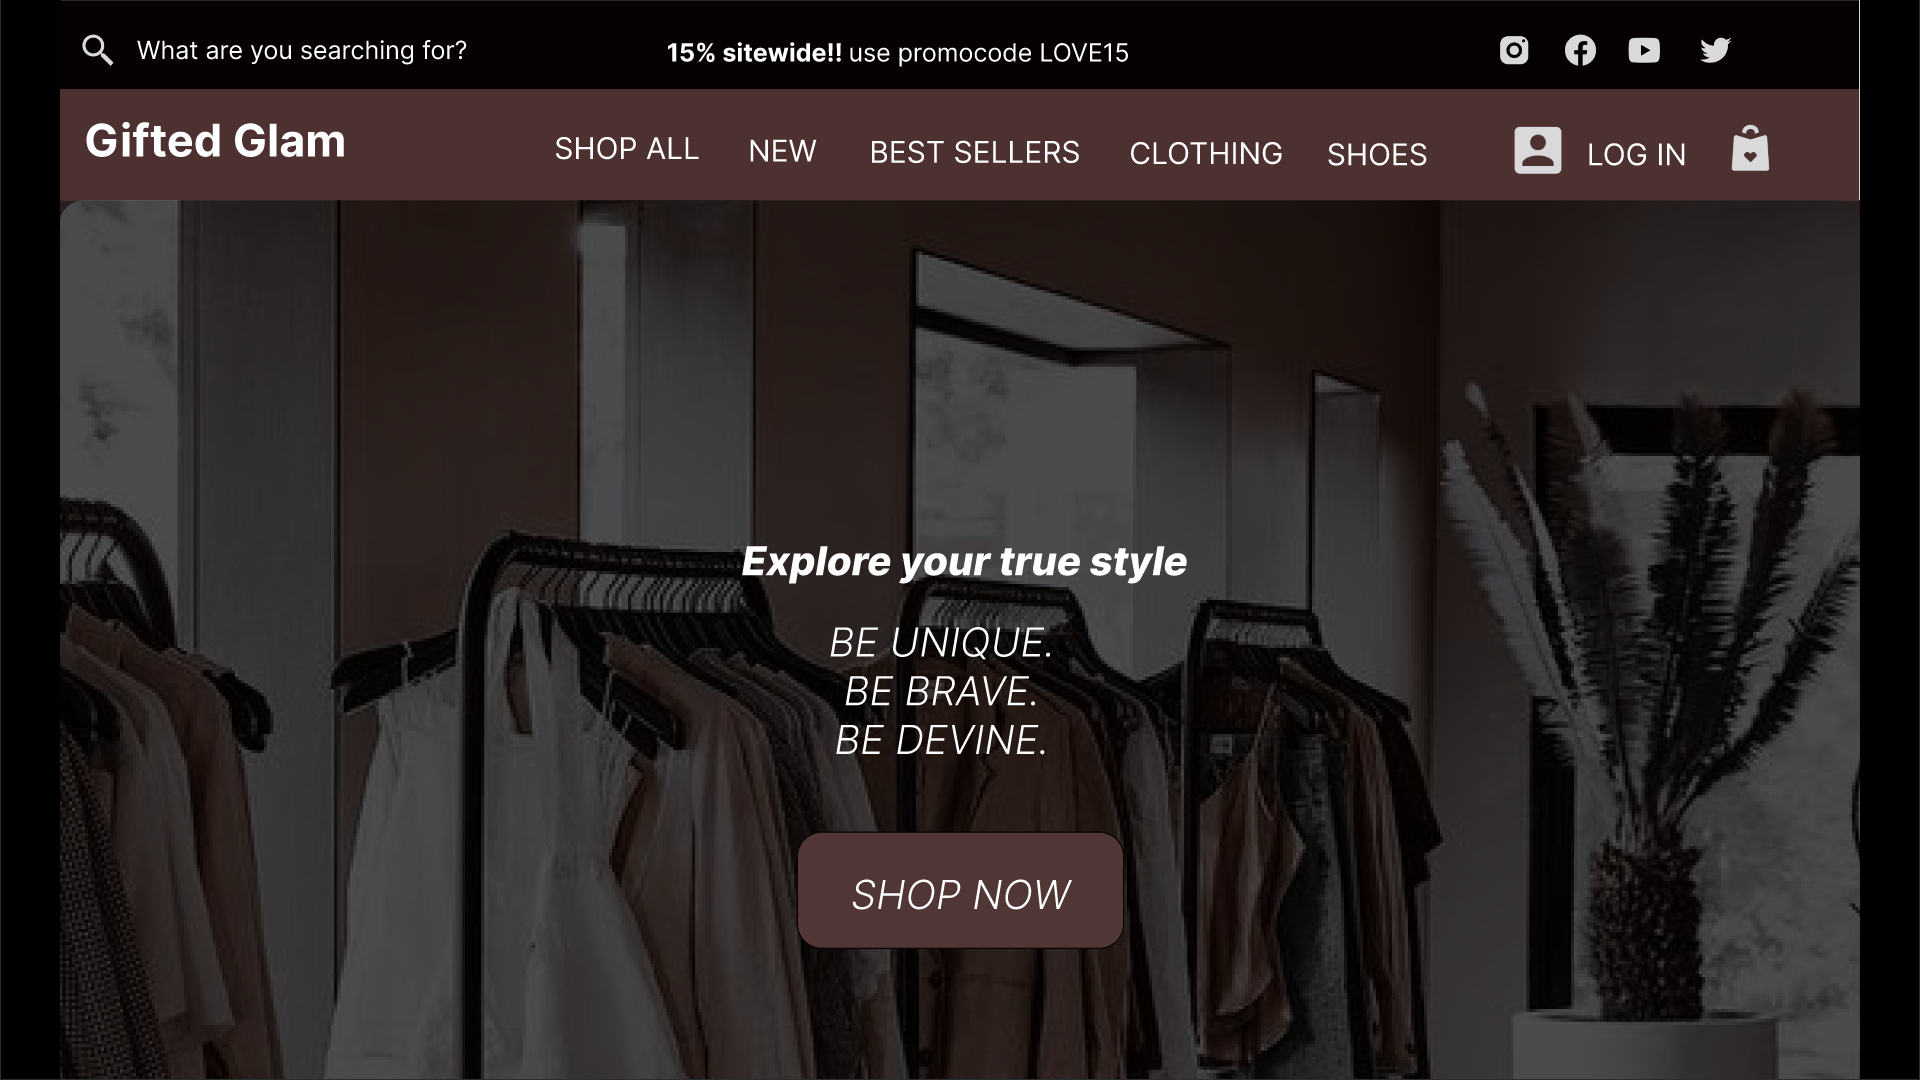 What are you searching for?
15% sitewide!! use promocode LOVE15
Gifted Glam
SHOP ALL
NEW
BEST SELLERS
CLOTHING
SHOES
LOG IN
Explore your true style
BE UNIQUE.
BE BRAVE.
BE DEVINE.
SHOP NOW